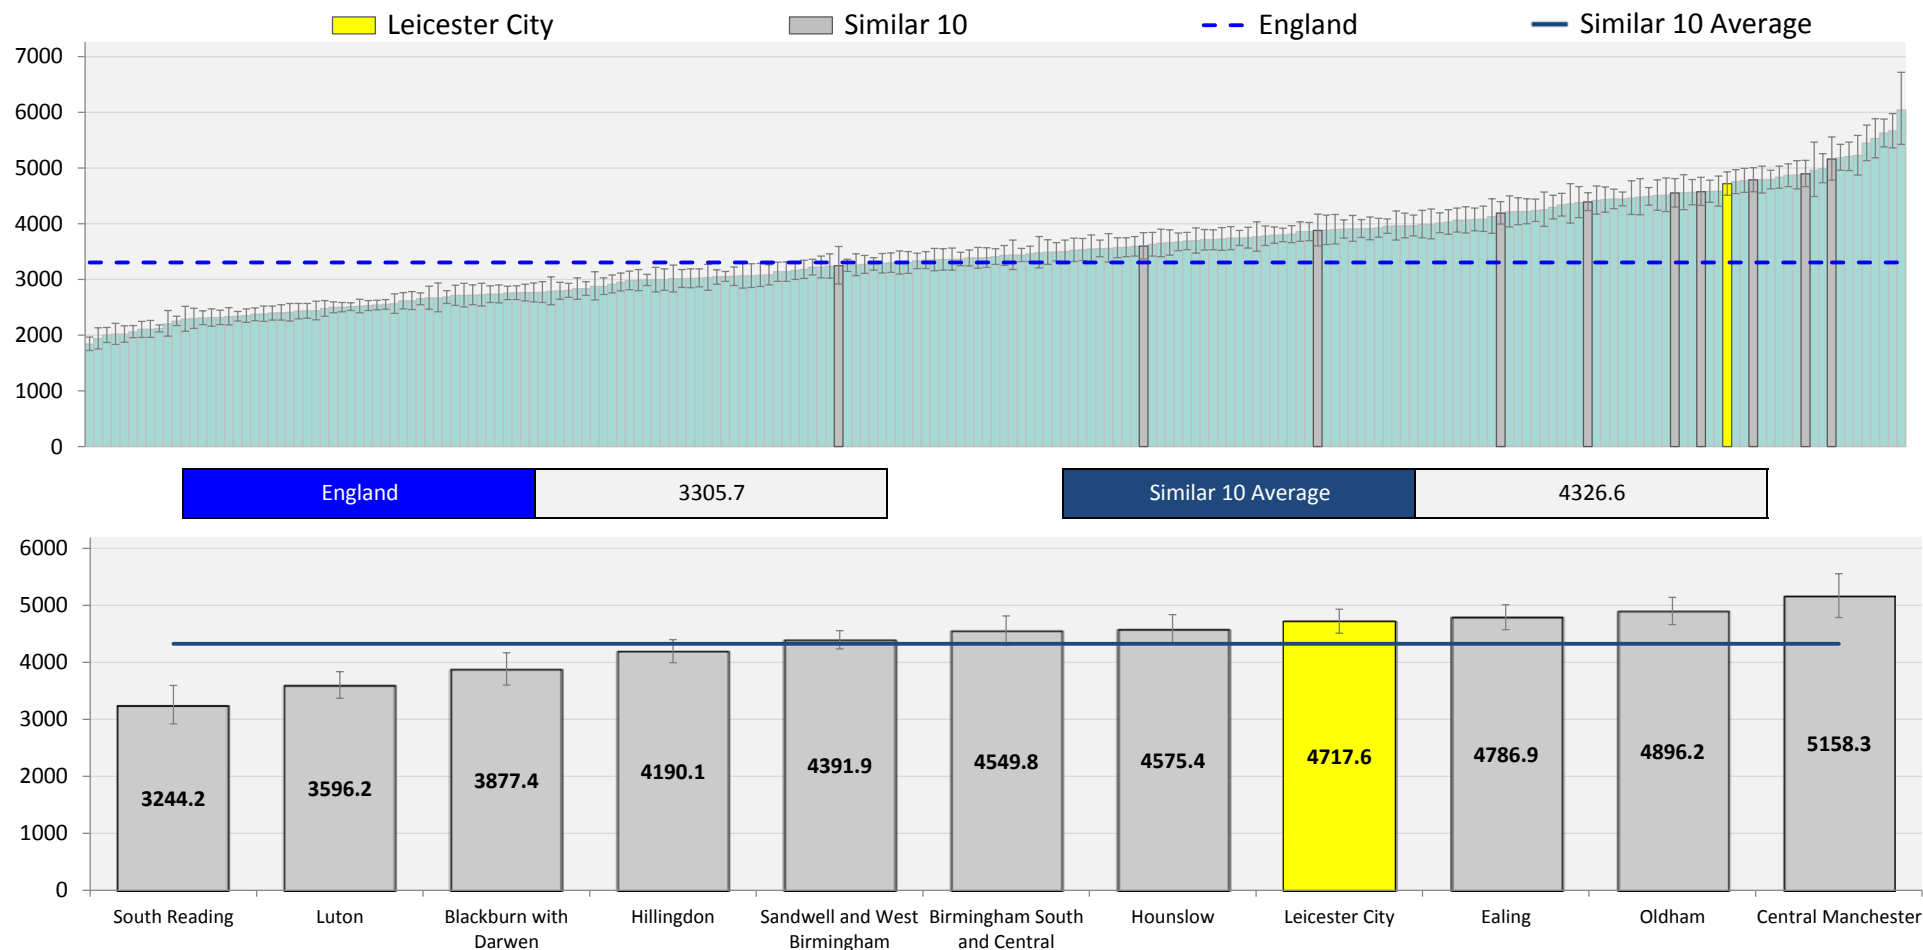 Leicester City
Similar 10
England
Similar 10 Average
7000
6000
5000
4000
3000
2000
1000
0
England 3305.7
Similar 10 Average 4326.6
6000
5000
4000
3000
2000
1000
0
3244.2
3596.2
3877.4
4190.1
4391.9
4549.8
4575.4
4717.6
4786.9
4896.2
5158.3
South Reading
Luton
Blackburn with
Darwen
Hillingdon
Sandwell and West
Birmingham
Birmingham South
and Central
Hounslow
Leicester City
Ealing
Oldham
Central Manchester